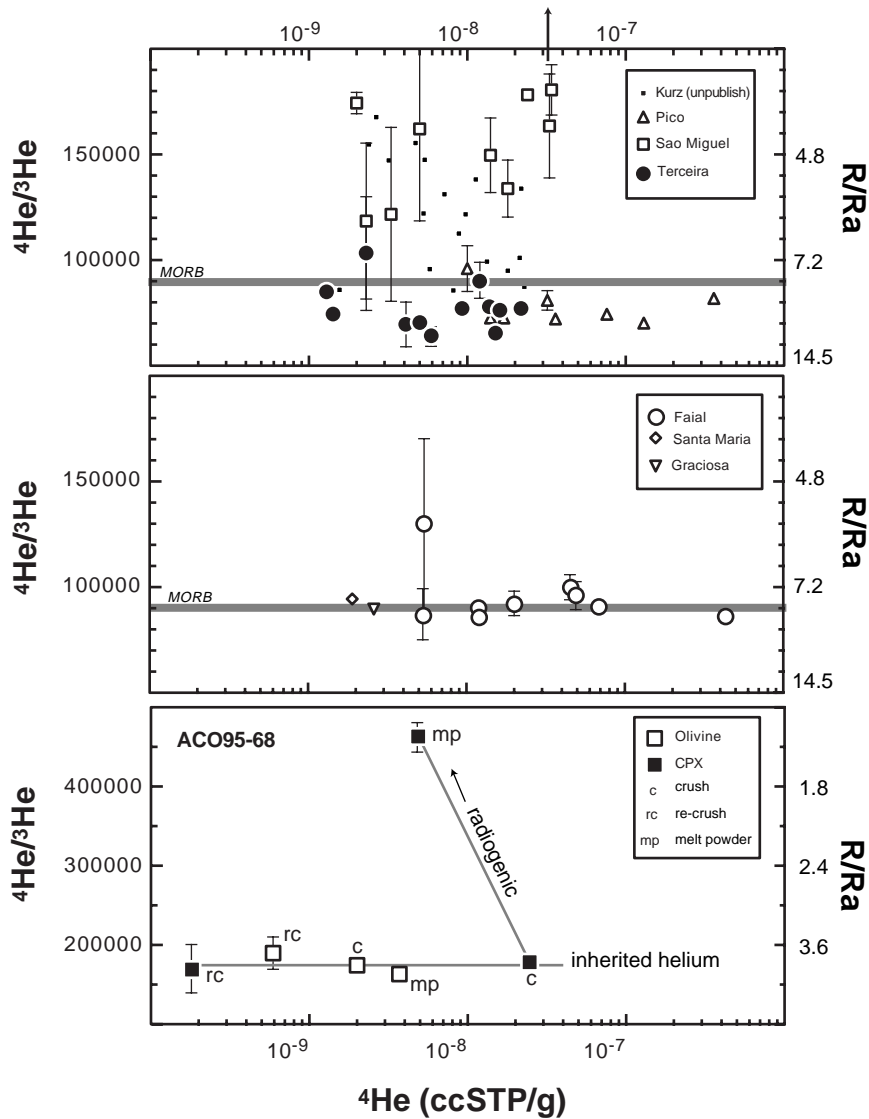 10-9 10-8 10-7
4He/3He
150000
100000
MORB
Kurz (unpublish)
Pico
Sao Miguel
Terceira
4.8
7.2
14.5
R/Ra
4He/3He
150000
100000
MORB
Faial
Santa Maria
Graciosa
4.8
7.2
14.5
R/Ra
ACO95-68
4He/3He
400000
300000
200000
mp
radiogenic
rc
rc
c
mp
c
inherited helium
Olivine
CPX
c crush
rc re-crush
mp melt powder
1.8
2.4
3.6
R/Ra
10-9 10-8 10-7
4He (ccSTP/g)